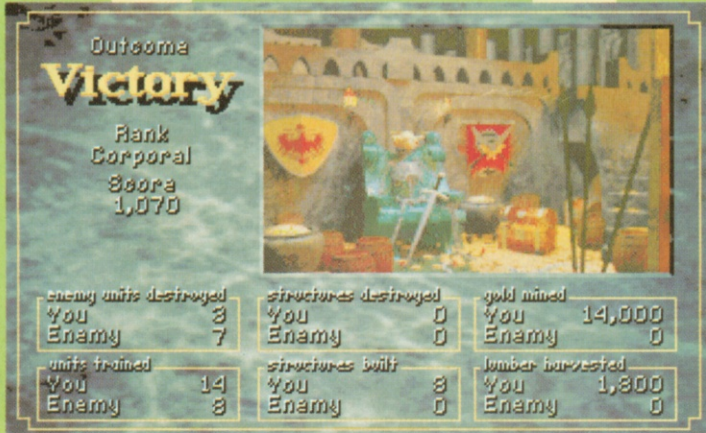 Outcome
Victory
Rank
Corporal
Score
1,070
enemy units destroyed
You 3
Enemy 7
structures destroyed
You 0
Enemy 0
gold mined
You 14,000
Enemy 0
units trained
You 14
Enemy 8
structures built
You 8
Enemy 0
lumber harvested
You 1,800
Enemy 0